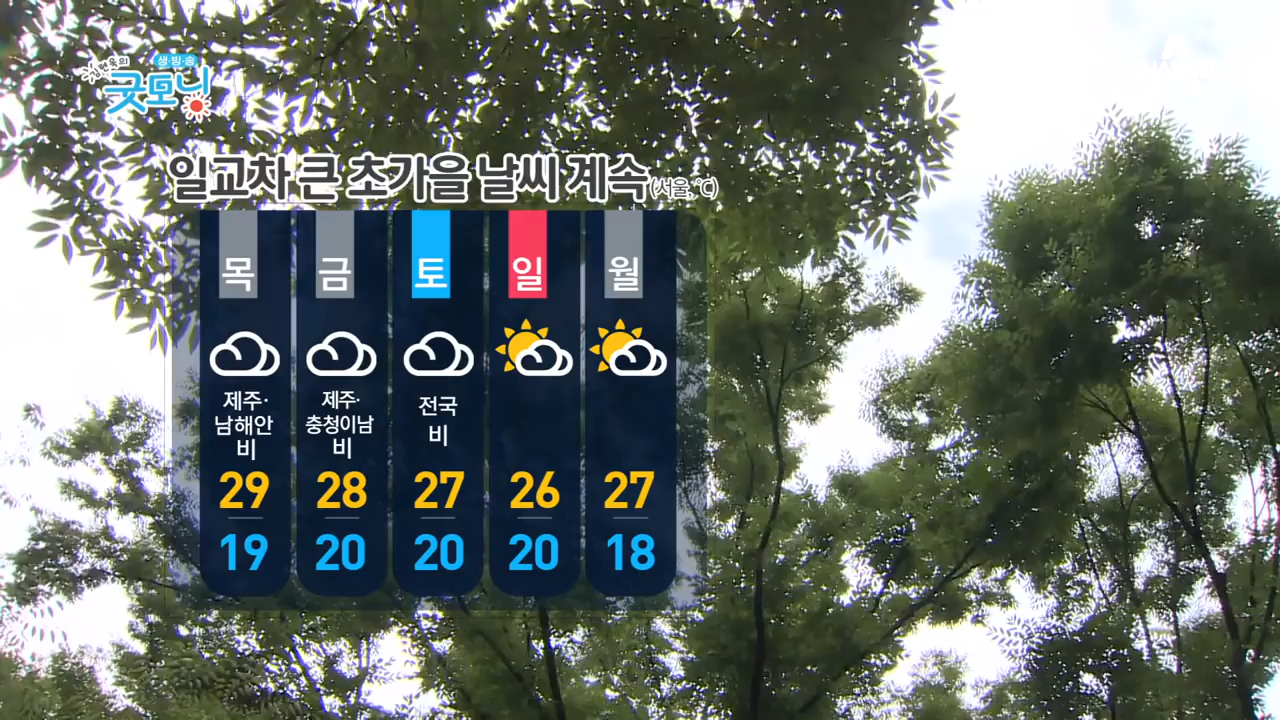 생·방·송
굿모닝
일교차 큰 초가을 날씨 계속(서울, ℃)
목 금 토 일 월
제주·
남해안
비
제주·
충청이남
비
전국
비
29 28 27 26 27
19 20 20 20 18